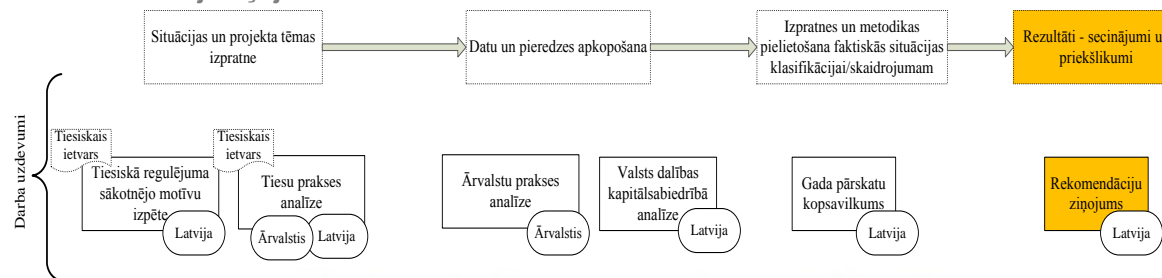 Situācijas un projekta tēmas
izpratne
Datu un pieredzes apkopošana
Izpratnes un metodikas
pielietošana faktiskās situācijas
klasifikācijai/skaidrojumam
Rezultāti - secinājumi u
priekšlikumi
Darba uzdevumi
Tiesiskais
ietvars
Tiesiskā regulējuma
sākotnējo motīvu
izpēte
Latvija
Tiesiskais
ietvars
Tiesu prakses
analīze
Ārvalstis
Latvija
Ārvalstu prakses
analīze
Ārvalstis
Valsts dalības
kapitālsabiedrībā
analīze
Latvija
Gada pārskatu
kopsavilkums
Latvija
Rekomendāciju
ziņojums
Latvija